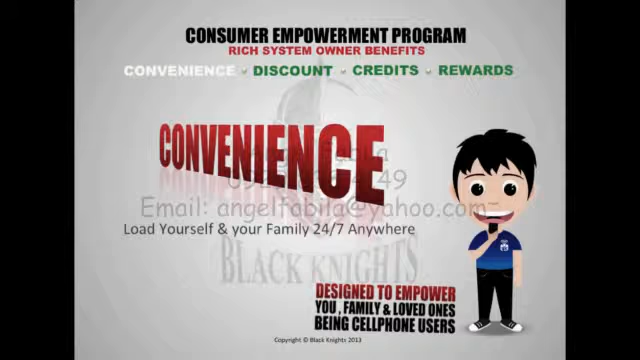 CONSUMER EMPOWERMENT PROGRAM
RICH SYSTEM OWNER BENEFITS
CONVENIENCE • DISCOUNT • CREDITS • REWARDS
CONVENIENCE
Email: angelfabila@yahoo.com
Load Yourself & your Family 24/7 Anywhere
BLACK KNIGHTS
DESIGNED TO EMPOWER
YOU , FAMILY & LOVED ONES
BEING CELLPHONE USERS
Copyright © Black Knights 2013